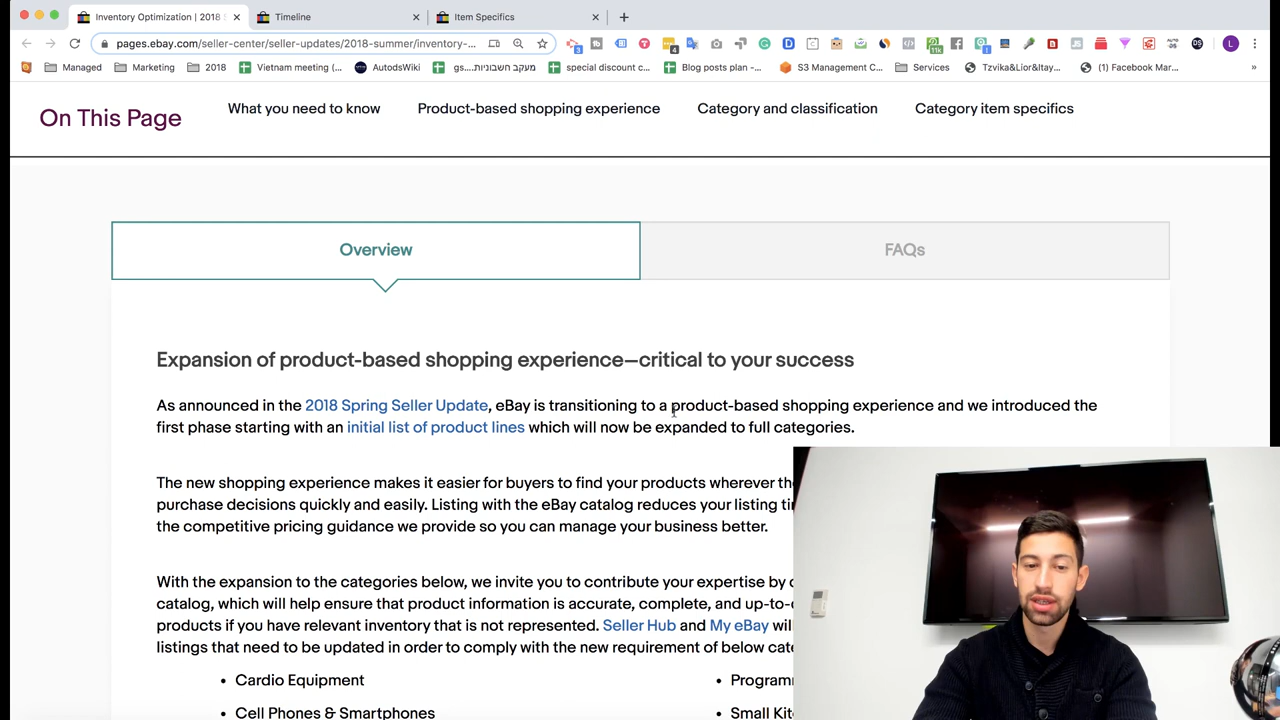 Inventory Optimization | 2018
Timeline
Item Specifics
pages.ebay.com/seller-center/seller-updates/2018-summer/inventory-...
Managed
Marketing
2018
Vietnam meeting (...
AutodsWiki
מעקב חשבוניות.gs...
special discount c...
Blog posts plan -...
S3 Management C...
Services
Tzvika&Lior&Itay...
(1) Facebook Mar...
On This Page
What you need to know
Product-based shopping experience
Category and classification
Category item specifics
Overview
FAQs
Expansion of product-based shopping experience—critical to your success
As announced in the 2018 Spring Seller Update, eBay is transitioning to a product-based shopping experience and we introduced the
first phase starting with an initial list of product lines which will now be expanded to full categories.
The new shopping experience makes it easier for buyers to find your products wherever
purchase decisions quickly and easily. Listing with the eBay catalog reduces your listing
the competitive pricing guidance we provide so you can manage your business better.
With the expansion to the categories below, we invite you to contribute your expertise by
catalog, which will help ensure that product information is accurate, complete, and
products if you have relevant inventory that is not represented. Seller Hub and My eBay
listings that need to be updated in order to comply with the new requirement of below
• Cardio Equipment
• Cell Phones & Smartphones